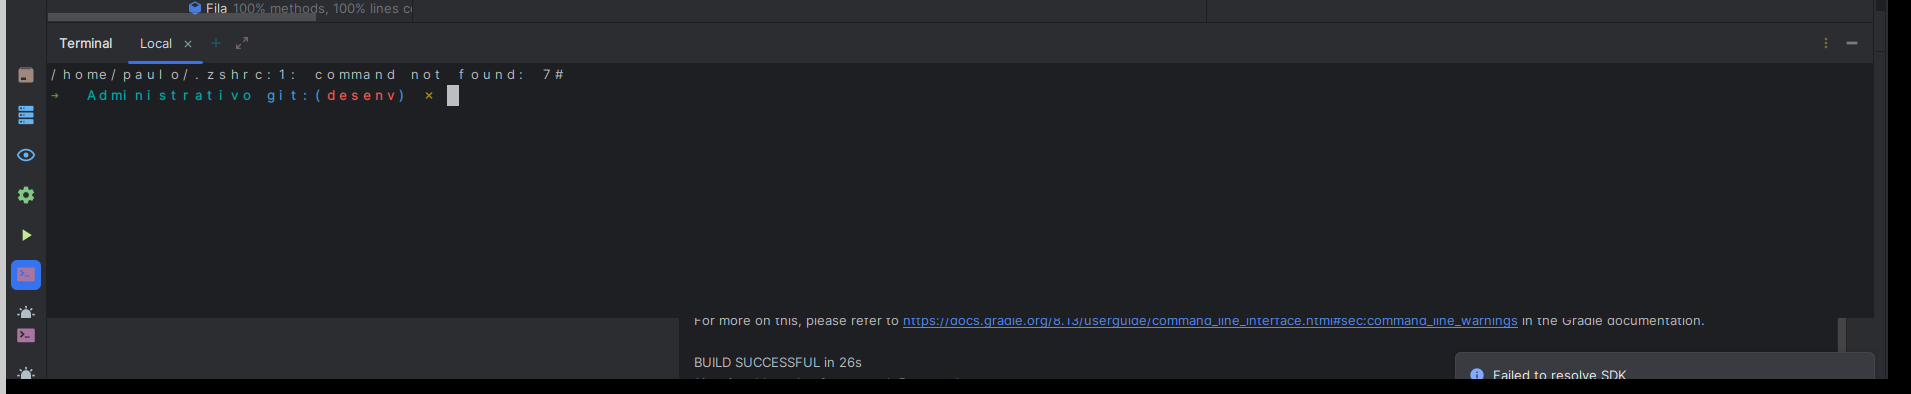 Fila 100% methods, 100% lines co
Terminal Local × +
/home/paulo/.zshrc:1: command not found: 7#
→ Administrativo git:(desenv) ×
For more on this, please refer to https://docs.gradle.org/8.13/userguide/command_line_interface.html#sec:command_line_warnings in the Gradle documentation.
BUILD SUCCESSFUL in 26s
Failed to resolve SDK